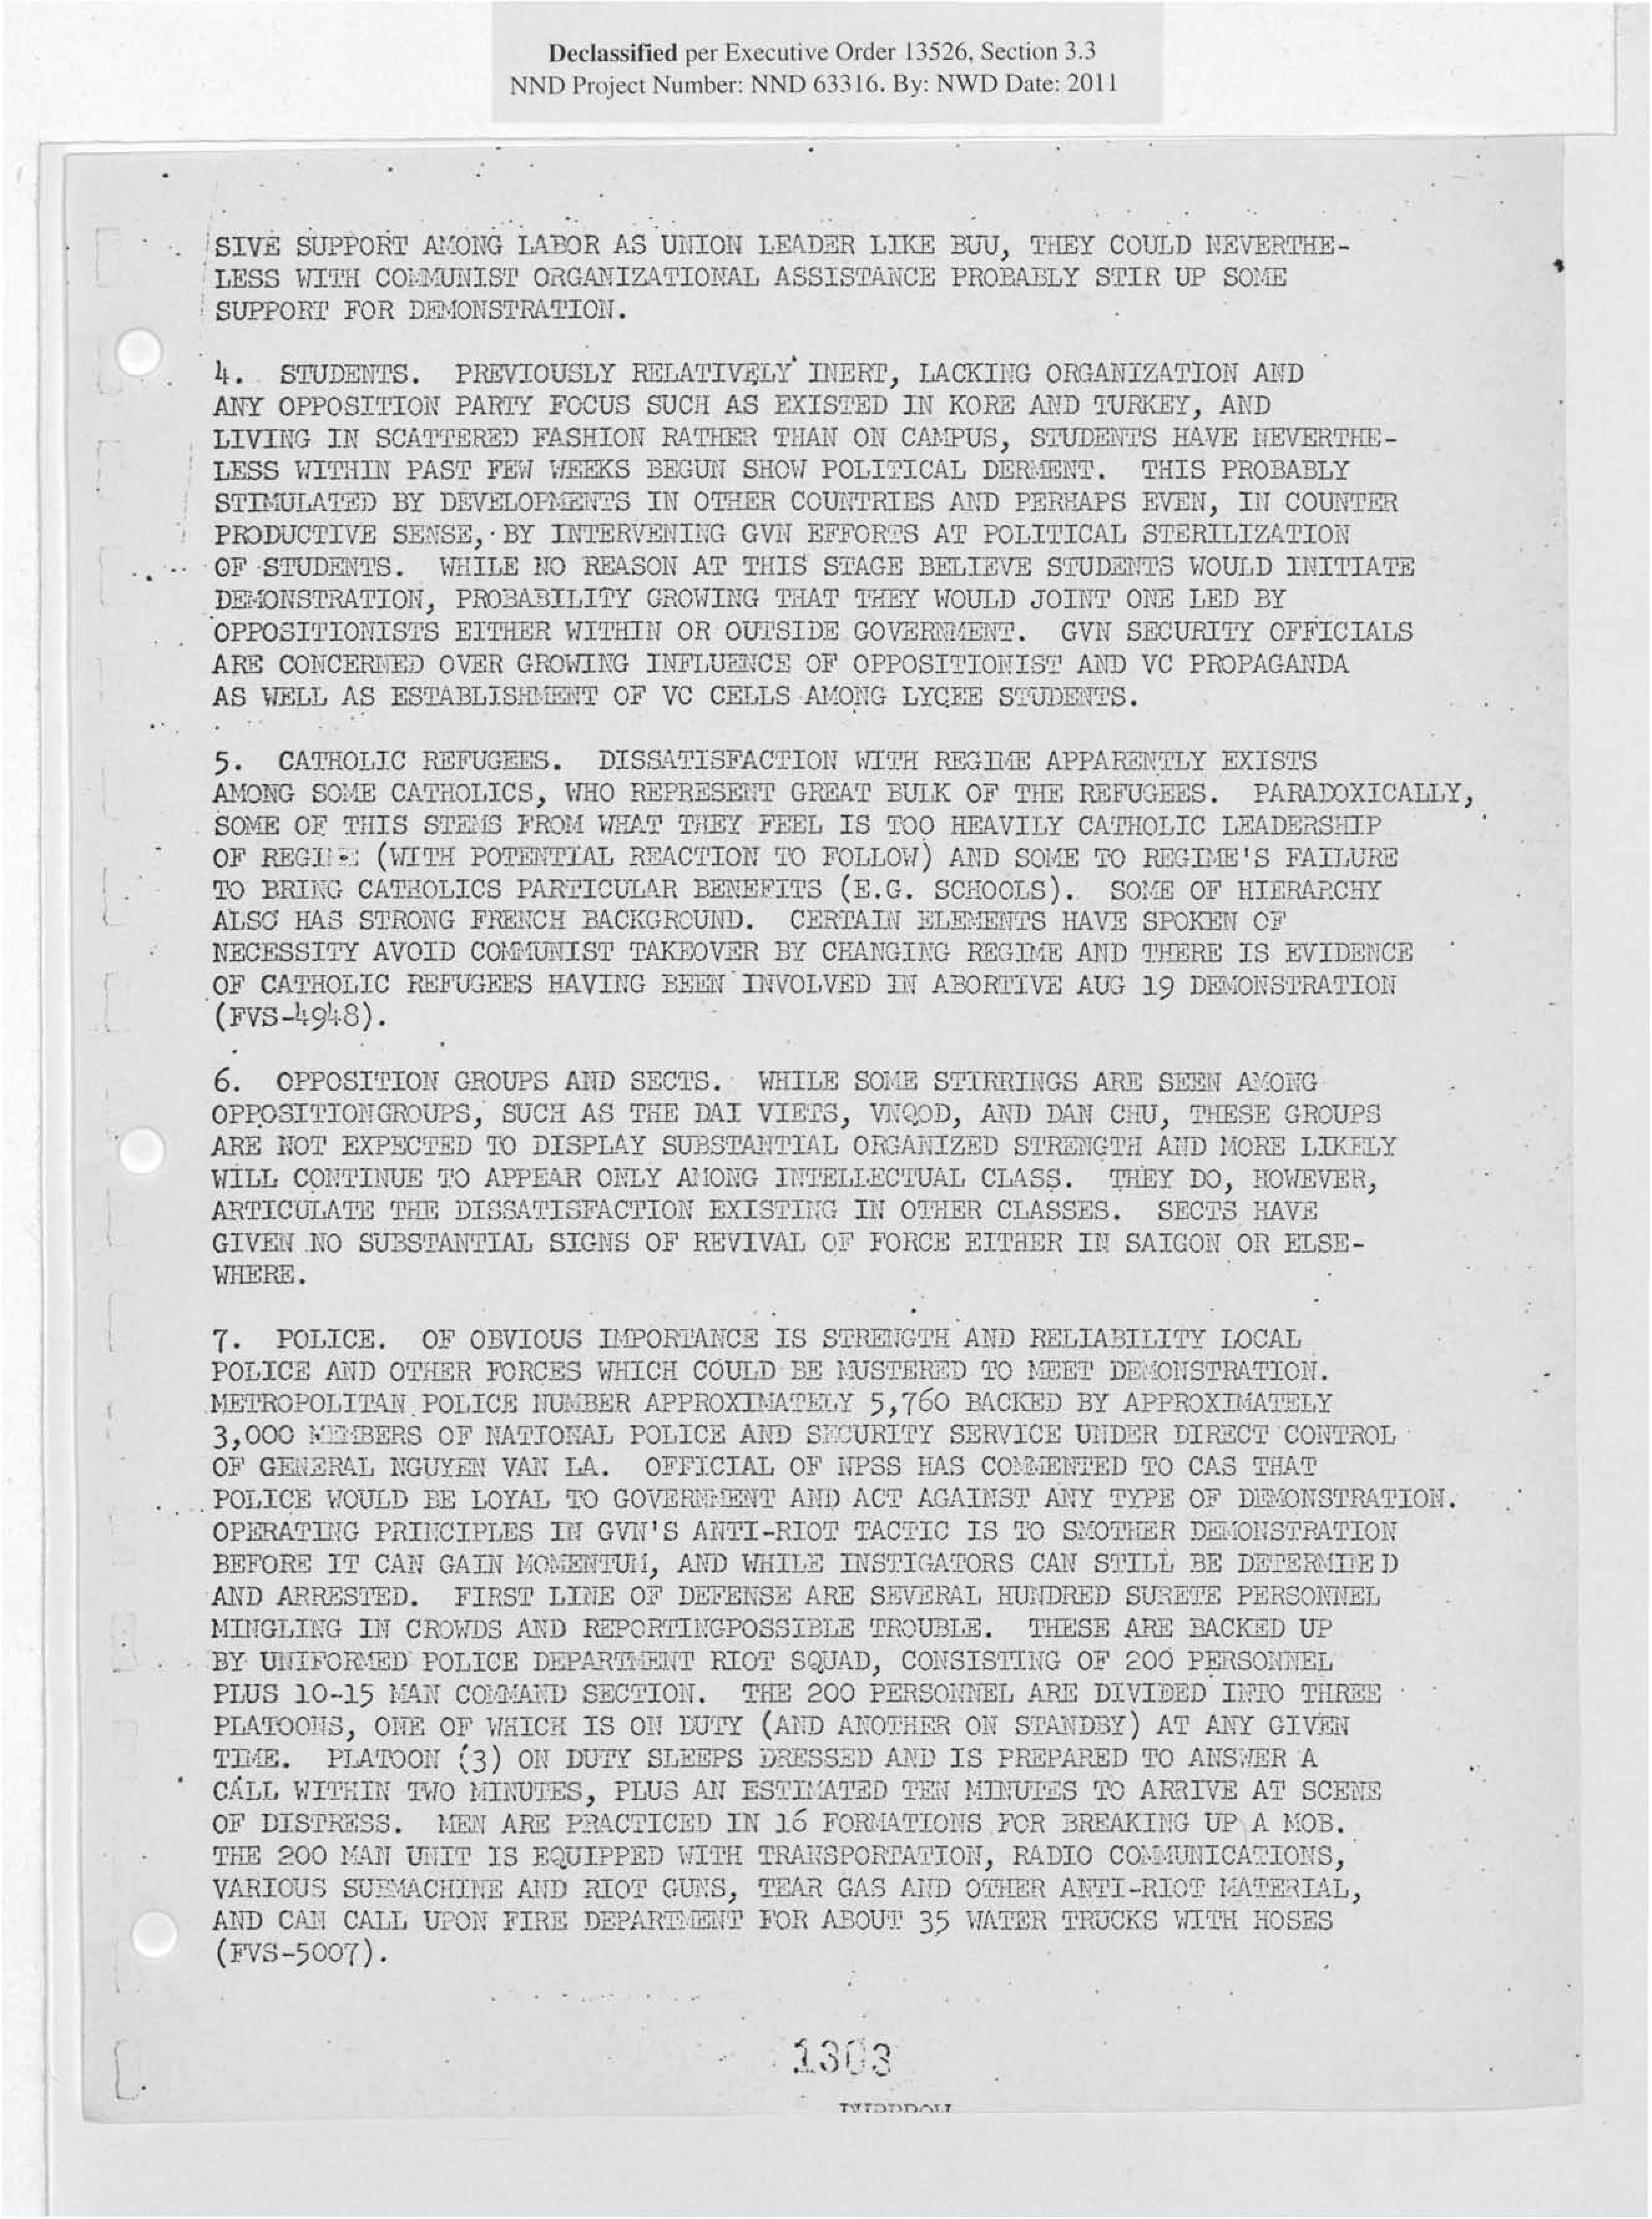 Declassified per Executive Order 13526, Section 3.3
NND Project Number: NND 63316. By: NWD Date: 2011
SIVE SUPPORT AMONG LABOR AS UNION LEADER LIKE BUU, THEY COULD NEVERTHE-
LESS WITH COMMUNIST ORGANIZATIONAL ASSISTANCE PROBABLY STIR UP SOME
SUPPORT FOR DEMONSTRATION.
4. STUDENTS. PREVIOUSLY RELATIVELY INERT, LACKING ORGANIZATION AND
ANY OPPOSITION PARTY FOCUS SUCH AS EXISTED IN KORE AND TURKEY, AND
LIVING IN SCATTERED FASHION RATHER THAN ON CAMPUS, STUDENTS HAVE NEVERTHE-
LESS WITHIN PAST FEW WEEKS BEGUN SHOW POLITICAL DERMENT. THIS PROBABLY
STIMULATED BY DEVELOPMENTS IN OTHER COUNTRIES AND PERHAPS EVEN, IN COUNTER
PRODUCTIVE SENSE, BY INTERVENING GVN EFFORTS AT POLITICAL STERILIZATION
OF STUDENTS. WHILE NO REASON AT THIS STAGE BELIEVE STUDENTS WOULD INITIATE
DEMONSTRATION, PROBABILITY GROWING THAT THEY WOULD JOINT ONE LED BY
OPPOSITIONISTS EITHER WITHIN OR OUTSIDE GOVERNMENT. GVN SECURITY OFFICIALS
ARE CONCERNED OVER GROWING INFLUENCE OF OPPOSITIONIST AND VC PROPAGANDA
AS WELL AS ESTABLISHMENT OF VC CELLS AMONG LYCEE STUDENTS.
5. CATHOLIC REFUGEES. DISSATISFACTION WITH REGIME APPARENTLY EXISTS
AMONG SOME CATHOLICS, WHO REPRESENT GREAT BULK OF THE REFUGEES. PARADOXICALLY,
SOME OF THIS STEMS FROM WHAT THEY FEEL IS TOO HEAVILY CATHOLIC LEADERSHIP
OF REGIME (WITH POTENTIAL REACTION TO FOLLOW) AND SOME TO REGIME'S FAILURE
TO BRING CATHOLICS PARTICULAR BENEFITS (E.G. SCHOOLS). SOME OF HIERARCHY
ALSO HAS STRONG FRENCH BACKGROUND. CERTAIN ELEMENTS HAVE SPOKEN OF
NECESSITY AVOID COMMUNIST TAKEOVER BY CHANGING REGIME AND THERE IS EVIDENCE
OF CATHOLIC REFUGEES HAVING BEEN INVOLVED IN ABORTIVE AUG 19 DEMONSTRATION
(FVS-4948).
6. OPPOSITION GROUPS AND SECTS. WHILE SOME STIRRINGS ARE SEEN AMONG
OPPOSITIONGROUPS, SUCH AS THE DAI VIETS, VNQOD, AND DAN CHU, THESE GROUPS
ARE NOT EXPECTED TO DISPLAY SUBSTANTIAL ORGANIZED STRENGTH AND MORE LIKELY
WILL CONTINUE TO APPEAR ONLY AMONG INTELLECTUAL CLASS. THEY DO, HOWEVER,
ARTICULATE THE DISSATISFACTION EXISTING IN OTHER CLASSES. SECTS HAVE
GIVEN NO SUBSTANTIAL SIGNS OF REVIVAL OF FORCE EITHER IN SAIGON OR ELSE-
WHERE.
7. POLICE. OF OBVIOUS IMPORTANCE IS STRENGTH AND RELIABILITY LOCAL
POLICE AND OTHER FORCES WHICH COULD BE MUSTERED TO MEET DEMONSTRATION.
METROPOLITAN POLICE NUMBER APPROXIMATELY 5,760 BACKED BY APPROXIMATELY
3,000 MEMBERS OF NATIONAL POLICE AND SECURITY SERVICE UNDER DIRECT CONTROL
OF GENERAL NGUYEN VAN LA. OFFICIAL OF NPSS HAS COMMENTED TO CAS THAT
POLICE WOULD BE LOYAL TO GOVERNMENT AND ACT AGAINST ANY TYPE OF DEMONSTRATION.
OPERATING PRINCIPLES IN GVN'S ANTI-RIOT TACTIC IS TO SMOTHER DEMONSTRATION
BEFORE IT CAN GAIN MOMENTUM, AND WHILE INSTIGATORS CAN STILL BE DETERMINE D
AND ARRESTED. FIRST LINE OF DEFENSE ARE SEVERAL HUNDRED SURETE PERSONNEL
MINGLING IN CROWDS AND REPORTINGPOSSIBLE TROUBLE. THESE ARE BACKED UP
BY UNIFORMED POLICE DEPARTMENT RIOT SQUAD, CONSISTING OF 200 PERSONNEL
PLUS 10-15 MAN COMMAND SECTION. THE 200 PERSONNEL ARE DIVIDED INTO THREE
PLATOONS, ONE OF WHICH IS ON DUTY (AND ANOTHER ON STANDBY) AT ANY GIVEN
TIME. PLATOON (3) ON DUTY SLEEPS DRESSED AND IS PREPARED TO ANSWER A
CALL WITHIN TWO MINUTES, PLUS AN ESTIMATED TEN MINUTES TO ARRIVE AT SCENE
OF DISTRESS. MEN ARE PRACTICED IN 16 FORMATIONS FOR BREAKING UP A MOB.
THE 200 MAN UNIT IS EQUIPPED WITH TRANSPORTATION, RADIO COMMUNICATIONS,
VARIOUS SUBMACHINE AND RIOT GUNS, TEAR GAS AND OTHER ANTI-RIOT MATERIAL,
AND CAN CALL UPON FIRE DEPARTMENT FOR ABOUT 35 WATER TRUCKS WITH HOSES
(FVS-5007).
1303